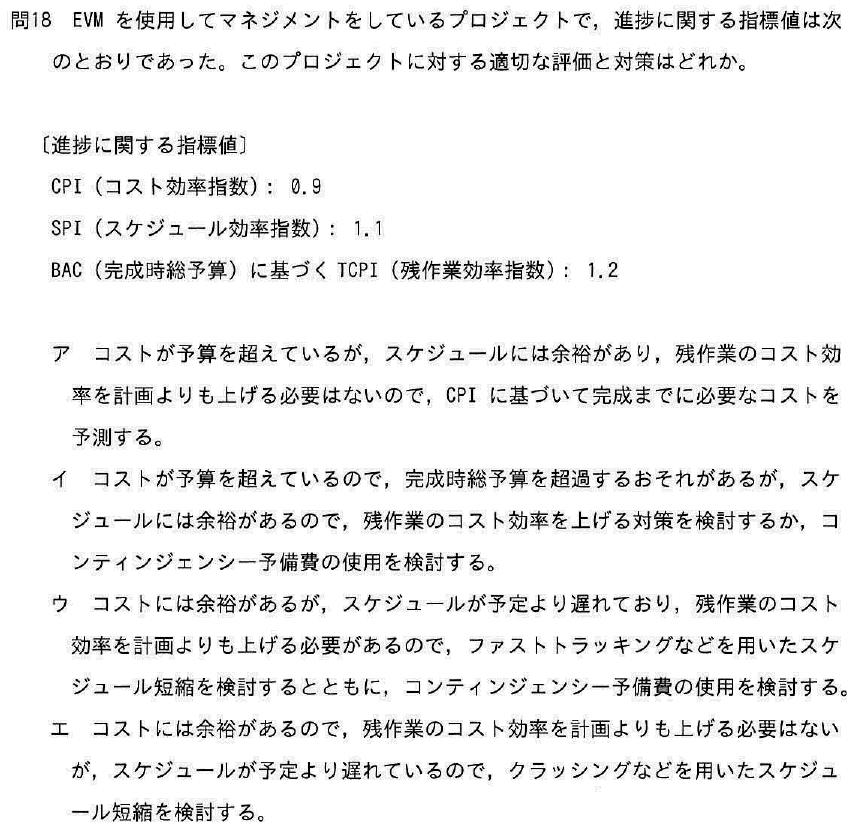 問18 EVM を使用してマネジメントをしているプロジェクトで，進捗に関する指標値は次
のとおりであった。このプロジェクトに対する適切な評価と対策はどれか。
〔進捗に関する指標値〕
CPI（コスト効率指数）： 0.9
SPI（スケジュール効率指数）： 1.1
BAC（完成時総予算）に基づく TCPI（残作業効率指数）： 1.2
ア コストが予算を超えているが，スケジュールには余裕があり，残作業のコスト効
率を計画よりも上げる必要はないので，CPI に基づいて完成までに必要なコストを
予測する。
イ コストが予算を超えているので，完成時総予算を超過するおそれがあるが，スケ
ジュールには余裕があるので，残作業のコスト効率を上げる対策を検討するか，コ
ンティンジェンシー予備費の使用を検討する。
ウ コストには余裕があるが，スケジュールが予定より遅れており，残作業のコスト
効率を計画よりも上げる必要があるので，ファストトラッキングなどを用いたスケ
ジュール短縮を検討するとともに，コンティンジェンシー予備費の使用を検討する。
エ コストには余裕があるので，残作業のコスト効率を計画よりも上げる必要はない
が，スケジュールが予定より遅れているので，クラッシングなどを用いたスケジュ
ール短縮を検討する。